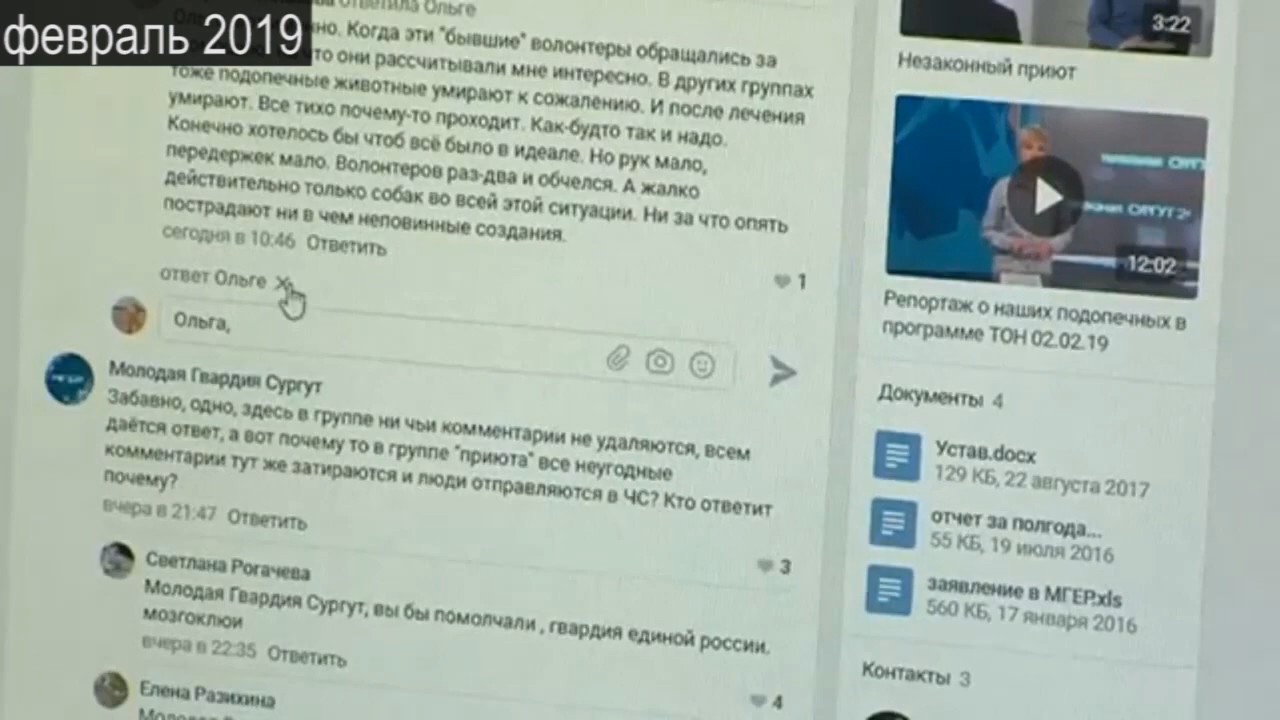 февраль 2019
ответила Ольге
Когда эти "бывшие" волонтеры обращались за
что они рассчитывали мне интересно. В других группах
тоже подопечные животные умирают к сожалению. И после лечения
умирают. Все тихо почему-то проходит. Как-будто так и надо.
Конечно хотелось бы чтоб всё было в идеале. Но рук мало,
передержек мало. Волонтеров раз-два и обчелся. А жалко
действительно только собак во всей этой ситуации. Ни за что опять
пострадают ни в чем неповинные создания.
сегодня в 10:46 Ответить
1
ответ Ольге
Ольга,
Молодая Гвардия Сургут
Забавно, одно, здесь в группе ни чьи комментарии не удаляются, всем
даётся ответ, а вот почему то в группе "приюта" все неугодные
комментарии тут же затираются и люди отправляются в ЧС? Кто ответит
почему?
вчера в 21:47 Ответить
3
Светлана Рогачева
Молодая Гвардия Сургут, вы бы помолчали , гвардия единой россии.
мозгоклюи
вчера в 22:35 Ответить
4
Елена Разихина
3:22
Незаконный приют
12:02
Репортаж о наших подопечных в
программе ТОН 02.02.19
Документы 4
Устав.docx
129 КБ, 22 августа 2017
отчет за полгода...
55 КБ, 19 июля 2016
заявление в МГЕР.xls
560 КБ, 17 января 2016
Контакты 3